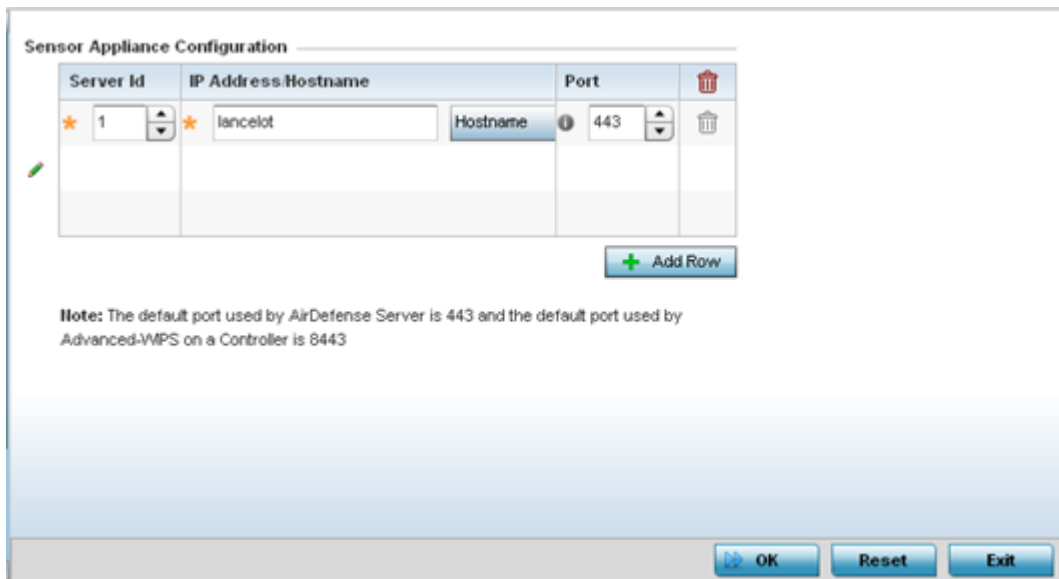 Sensor Appliance Configuration
Server Id IP Address/Hostname Port
1 lancelot Hostname 443
Add Row
Note: The default port used by AirDefense Server is 443 and the default port used by
Advanced-WIPS on a Controller is 8443
OK Reset Exit